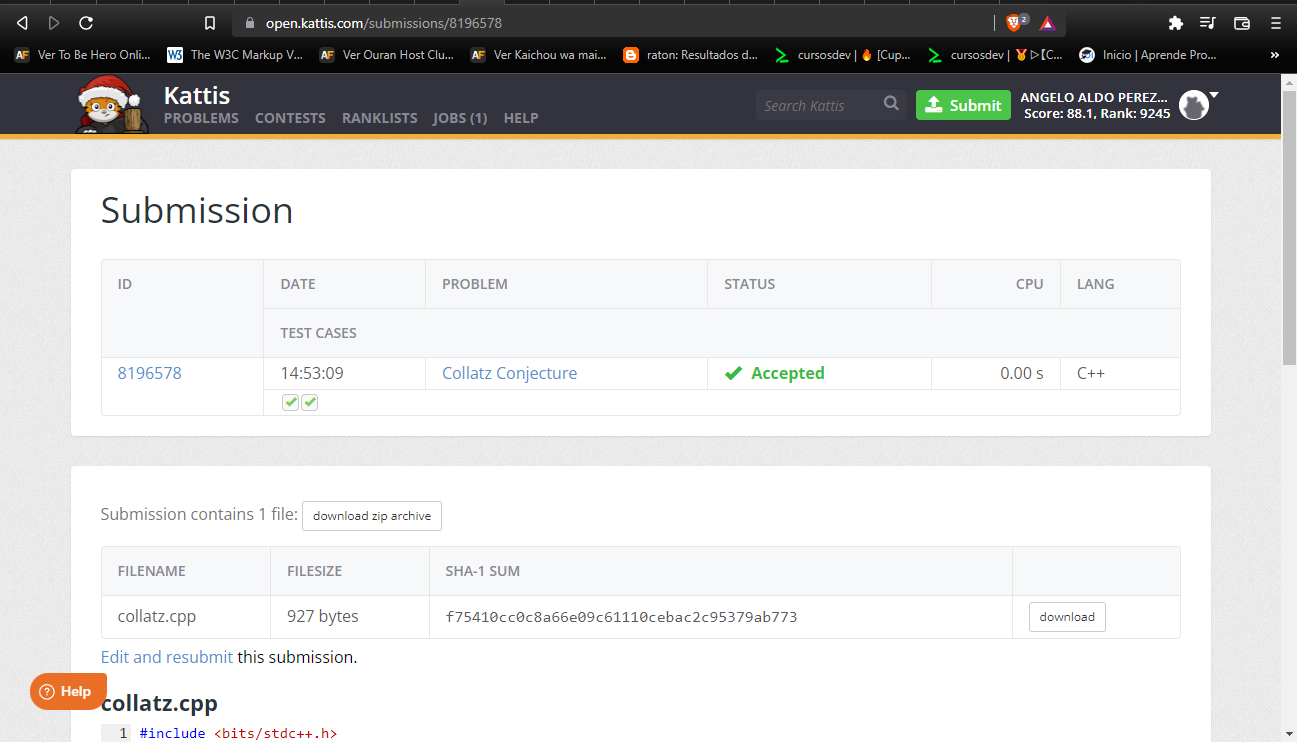 open.kattis.com/submissions/8196578
2
AF Ver To Be Hero Onli...
W3 The W3C Markup V...
AF Ver Ouran Host Clu...
AF Ver Kaichou wa mai...
raton: Resultados d...
cursosdev | 🔥 [Cup...
cursosdev | 🏅▷【C...
Inicio | Aprende Pro...
»
Kattis
PROBLEMS CONTESTS RANKLISTS JOBS (1) HELP
Search Kattis
Submit
ANGELO ALDO PEREZ...
Score: 88.1, Rank: 9245
Submission
ID DATE PROBLEM STATUS CPU LANG
TEST CASES
8196578 14:53:09 Collatz Conjecture Accepted 0.00 s C++
Submission contains 1 file: download zip archive
FILENAME FILESIZE SHA-1 SUM
collatz.cpp 927 bytes f75410cc0c8a66e09c61110cebac2c95379ab773 download
Edit and resubmit this submission.
? Help
collatz.cpp
1 #include <bits/stdc++.h>